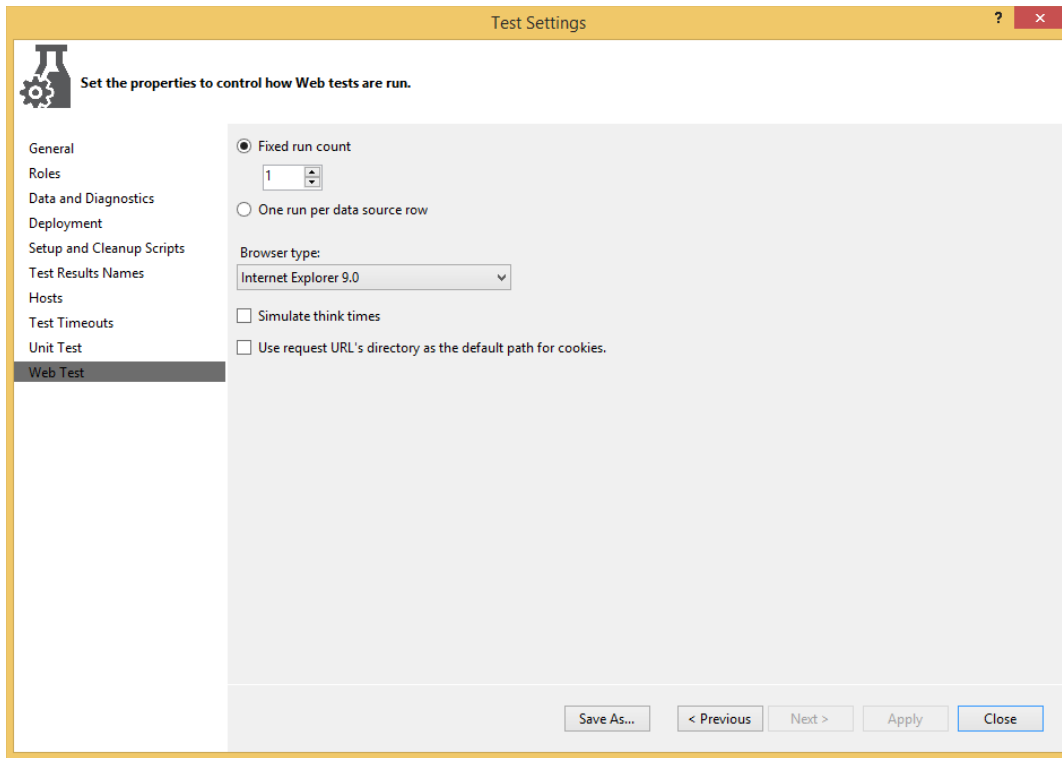 Test Settings
?
Set the properties to control how Web tests are run.
General
Roles
Data and Diagnostics
Deployment
Setup and Cleanup Scripts
Test Results Names
Hosts
Test Timeouts
Unit Test
Web Test
Fixed run count
1
One run per data source row
Browser type:
Internet Explorer 9.0
Simulate think times
Use request URL's directory as the default path for cookies.
Save As... < Previous Next > Apply Close